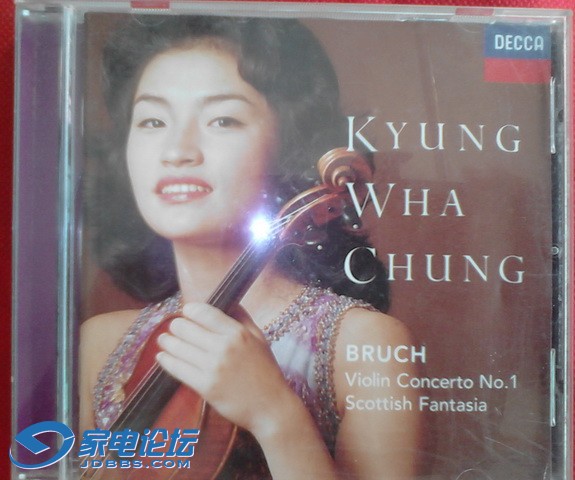 DECCA
KYUNG
WHA
CHUNG
BRUCH
Violin Concerto No.1
Scottish Fantasia
家电论坛
JDBBS.COM